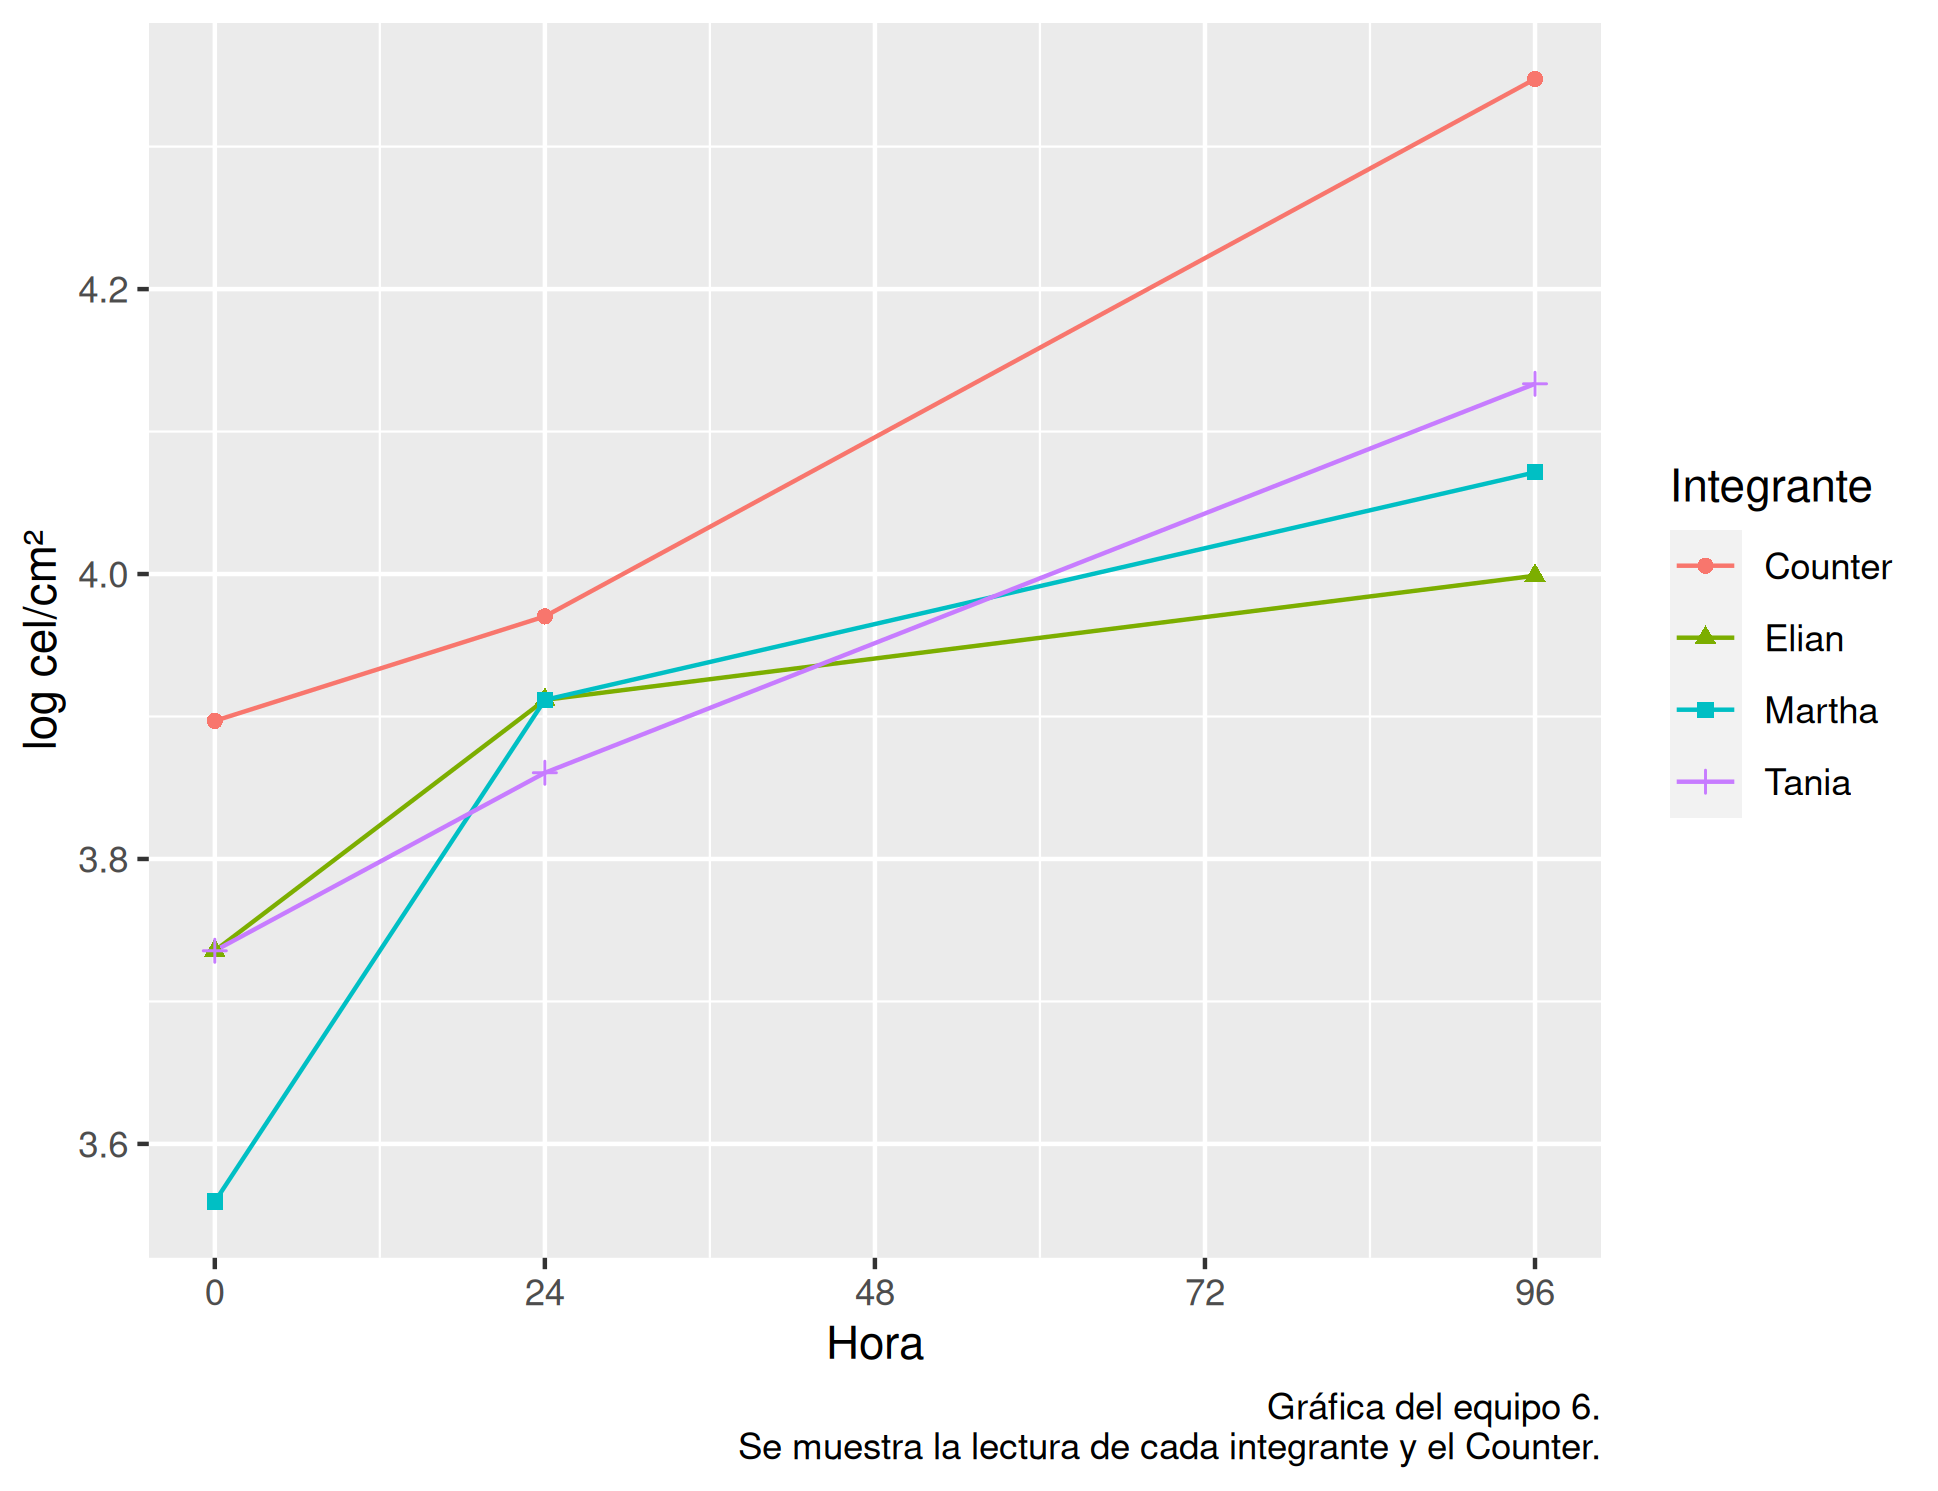 log cel/cm²
4.2
4.0
3.8
3.6
0 24 48 72 96
Hora
Integrante
Counter
Elian
Martha
Tania
Gráfica del equipo 6.
Se muestra la lectura de cada integrante y el Counter.